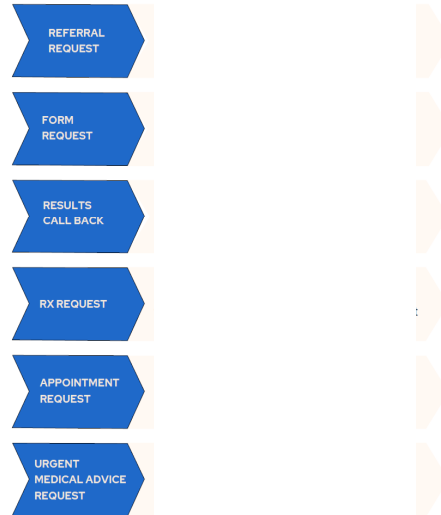 REFERRAL
REQUEST
FORM
REQUEST
RESULTS
CALL BACK
RX REQUEST
APPOINTMENT
REQUEST
URGENT
MEDICAL ADVICE
REQUEST